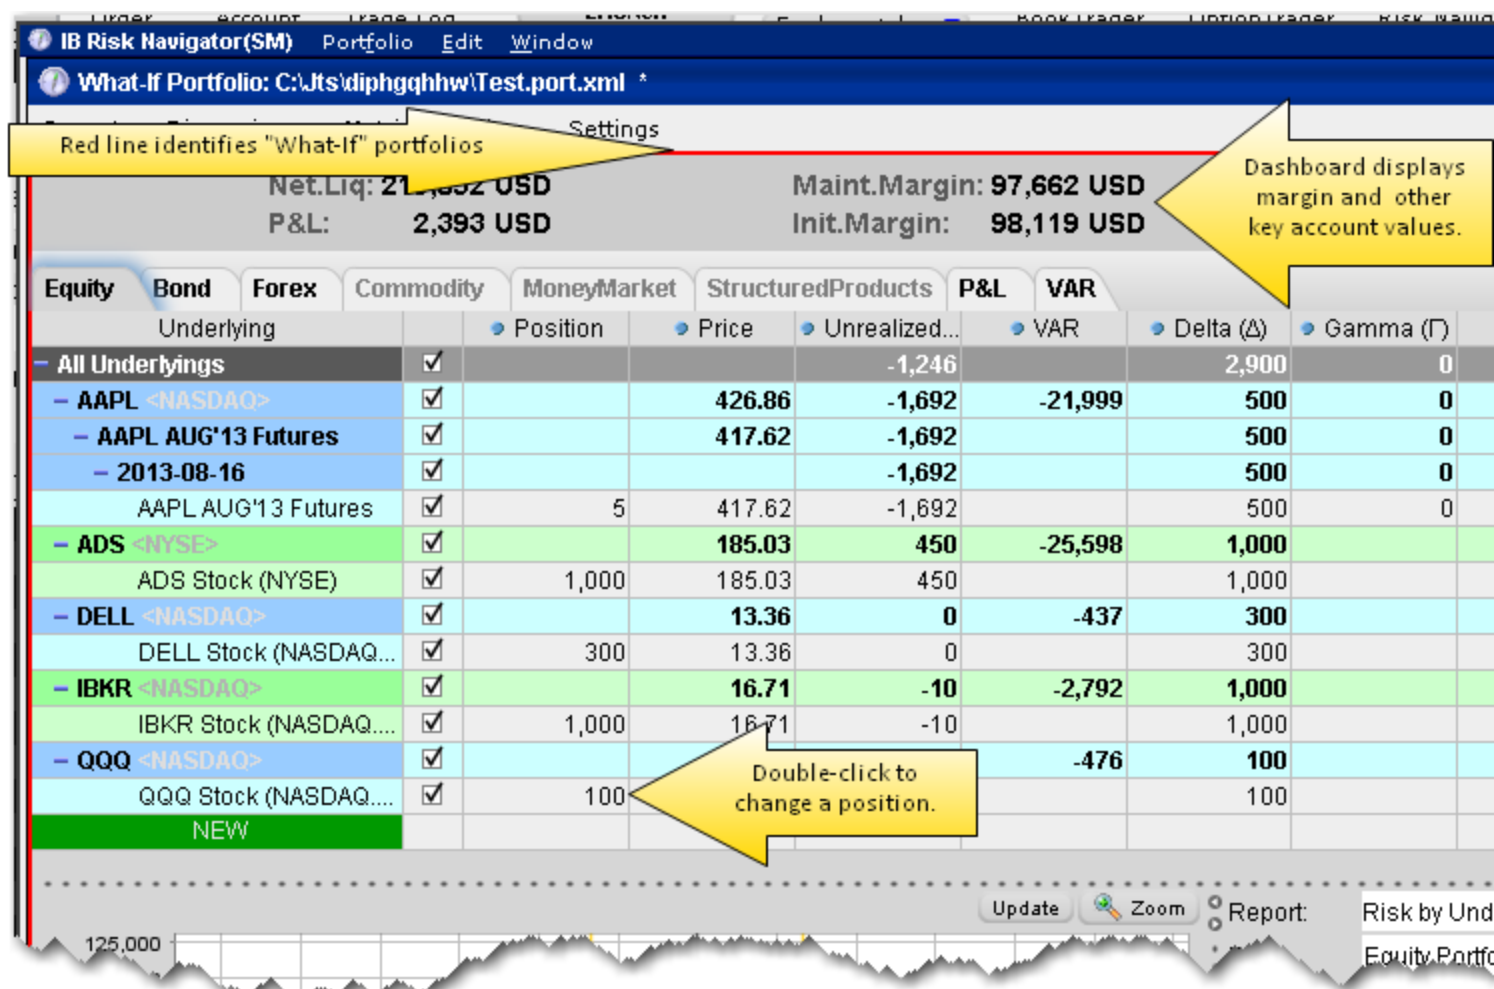 IB Risk Navigator(SM) Portfolio Edit Window
What-If Portfolio: C:\Jts\diphgqhhw\Test.port.xml *
Settings
Red line identifies "What-If" portfolios
Dashboard displays
margin and other
key account values.
Net.Liq: USD Maint.Margin: 97,662 USD
P&L: 2,393 USD Init.Margin: 98,119 USD
Equity Bond Forex Commodity MoneyMarket StructuredProducts P&L VAR
Underlying Position Price Unrealized... VAR Delta (Δ) Gamma (Γ)
All Underlyings -1,246 2,900 0
AAPL <NASDAQ> 426.86 -1,692 -21,999 500 0
AAPL AUG'13 Futures 417.62 -1,692 500 0
2013-08-16 -1,692 500 0
AAPL AUG'13 Futures 5 417.62 -1,692 500 0
ADS <NYSE> 185.03 450 -25,598 1,000
ADS Stock (NYSE) 1,000 185.03 450 1,000
DELL <NASDAQ> 13.36 0 -437 300
DELL Stock (NASDAQ... 300 13.36 0 300
IBKR <NASDAQ> 16.71 -10 -2,792 1,000
IBKR Stock (NASDAQ.... 1,000 16.71 -10 1,000
QQQ <NASDAQ> -476 100
QQQ Stock (NASDAQ.... 100 100
Double-click to
change a position.
NEW
Update Zoom Report: Risk by Und
125,000
Equity Portfo